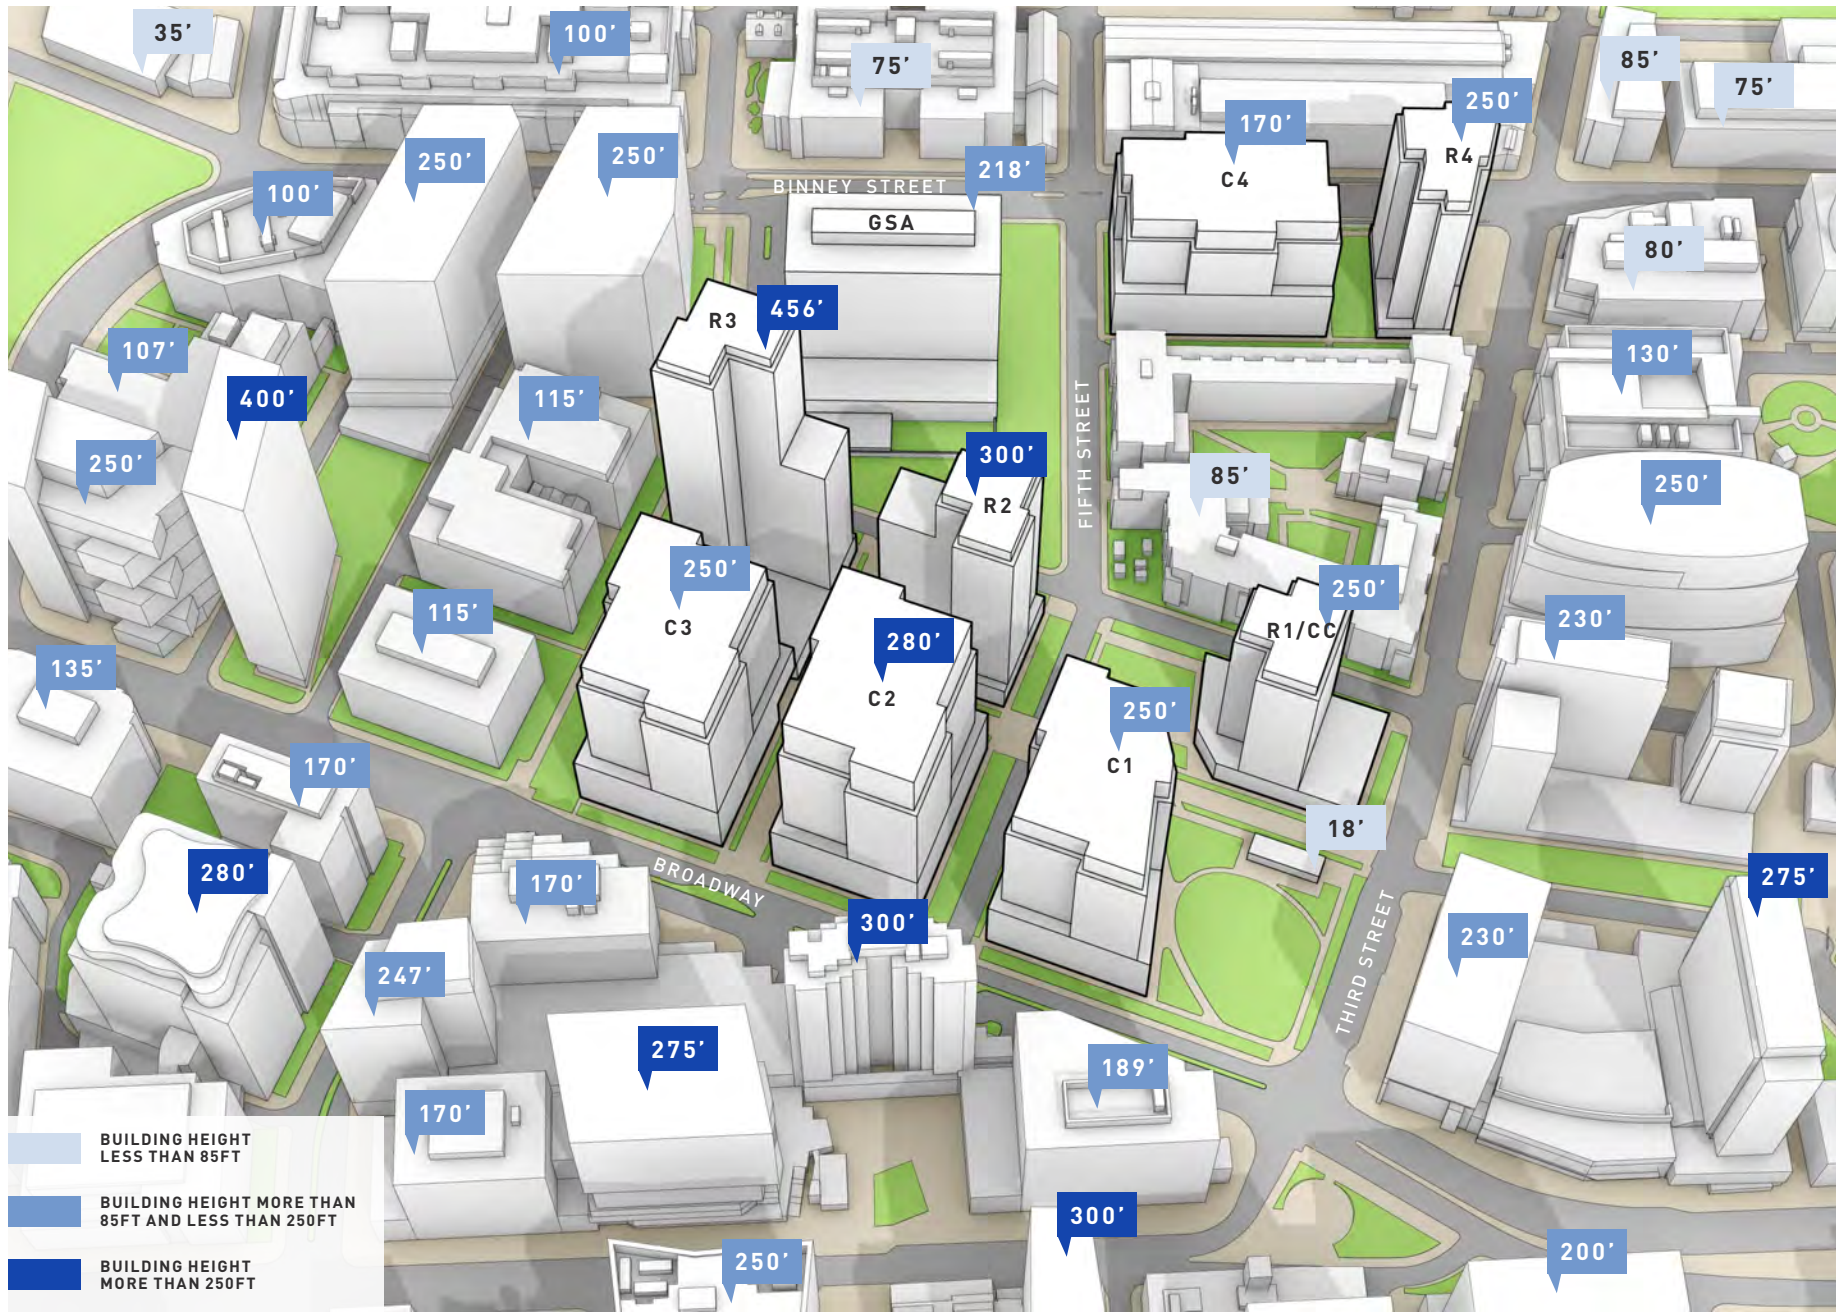 35’
100’
75’
85’
75’
250’
170’
R4
C4
250’
250’
218’
BINNEY STREET
100’
GSA
80’
456’
R3
107’
130’
400’
115’
FIFTH STREET
250’
300’
85’
250’
R2
250’
250’
115’
C3
280’
R1/CC
230’
135’
C2
250’
C1
170’
18’
280’
170’
BROADWAY
275’
300’
230’
THIRD STREET
247’
275’
189’
170’
BUILDING HEIGHT
LESS THAN 85FT
BUILDING HEIGHT MORE THAN
85FT AND LESS THAN 250FT
BUILDING HEIGHT
MORE THAN 250FT
300’
250’
200’